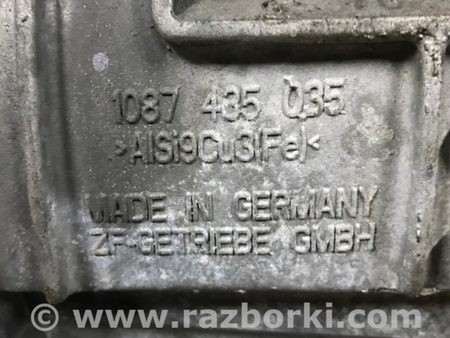 1087 435 035
>AlSi9Cu3(Fe)<
MADE IN GERMANY
ZF-GETRIEBE GMBH
© www.razborki.com